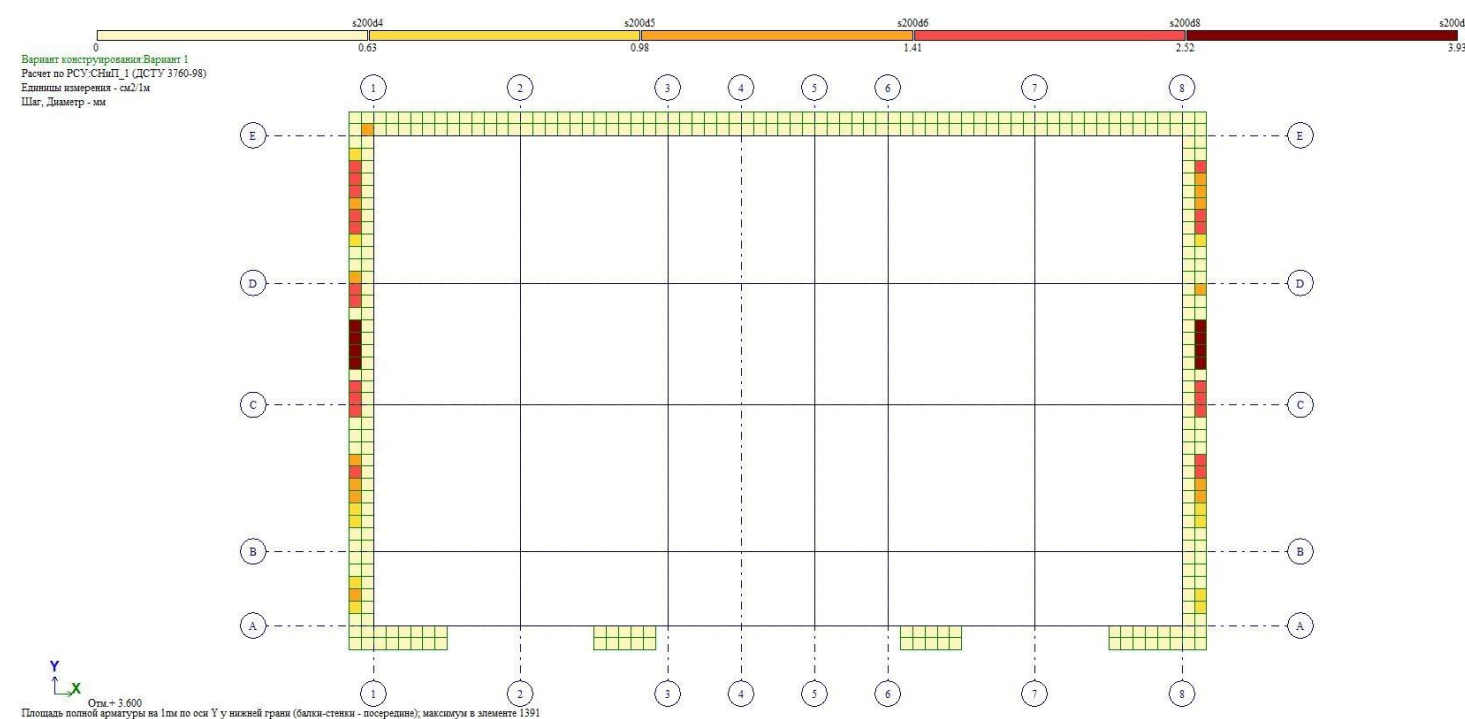 s200d4 s200d5 s200d6 s200d8 s200d
0 0.63 0.98 1.41 2.52 3.93
Вариант конструирования:Вариант 1
Расчет по РСУ:СНиП_1 (ДСТУ 3760-98)
Единицы измерения - см2/1м
Шаг, Диаметр - мм
1 2 3 4 5 6 7 8
E E
D D
C C
B B
A A
Y
X
Отм.+ 3.600
1 2 3 4 5 6 7 8
Площадь полной арматуры на 1пм по оси Y у нижней грани (балки-стенки - посередине); максимум в элементе 1391